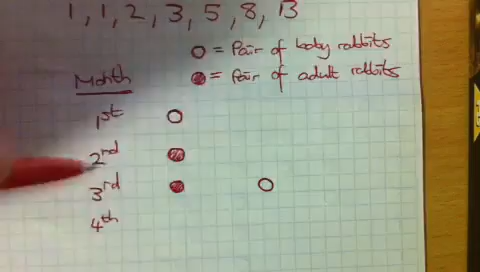 1, 1, 2, 3, 5, 8, 13
= Pair of baby rabbits
Month
= Pair of adult rabbits
1st
2nd
3rd
4th